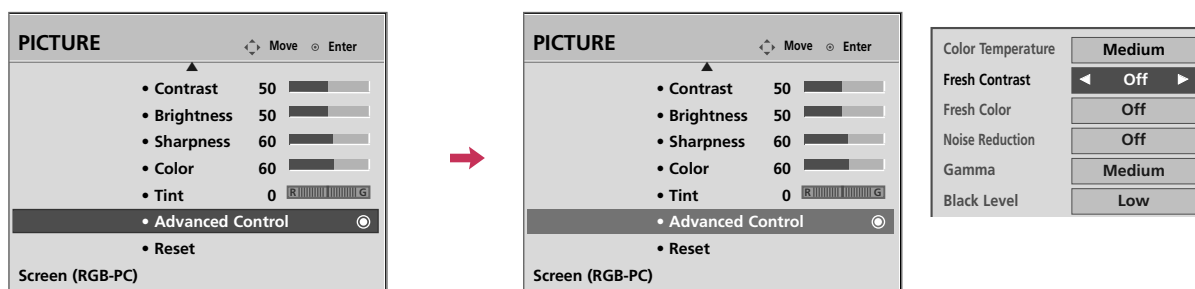 PICTURE Move Enter
• Contrast 50
• Brightness 50
• Sharpness 60
• Color 60
• Tint 0 R G
• Advanced Control
• Reset
Screen (RGB-PC)
PICTURE Move Enter
• Contrast 50
• Brightness 50
• Sharpness 60
• Color 60
• Tint 0 R G
• Advanced Control
• Reset
Screen (RGB-PC)
Color Temperature Medium
Fresh Contrast Off
Fresh Color Off
Noise Reduction Off
Gamma Medium
Black Level Low